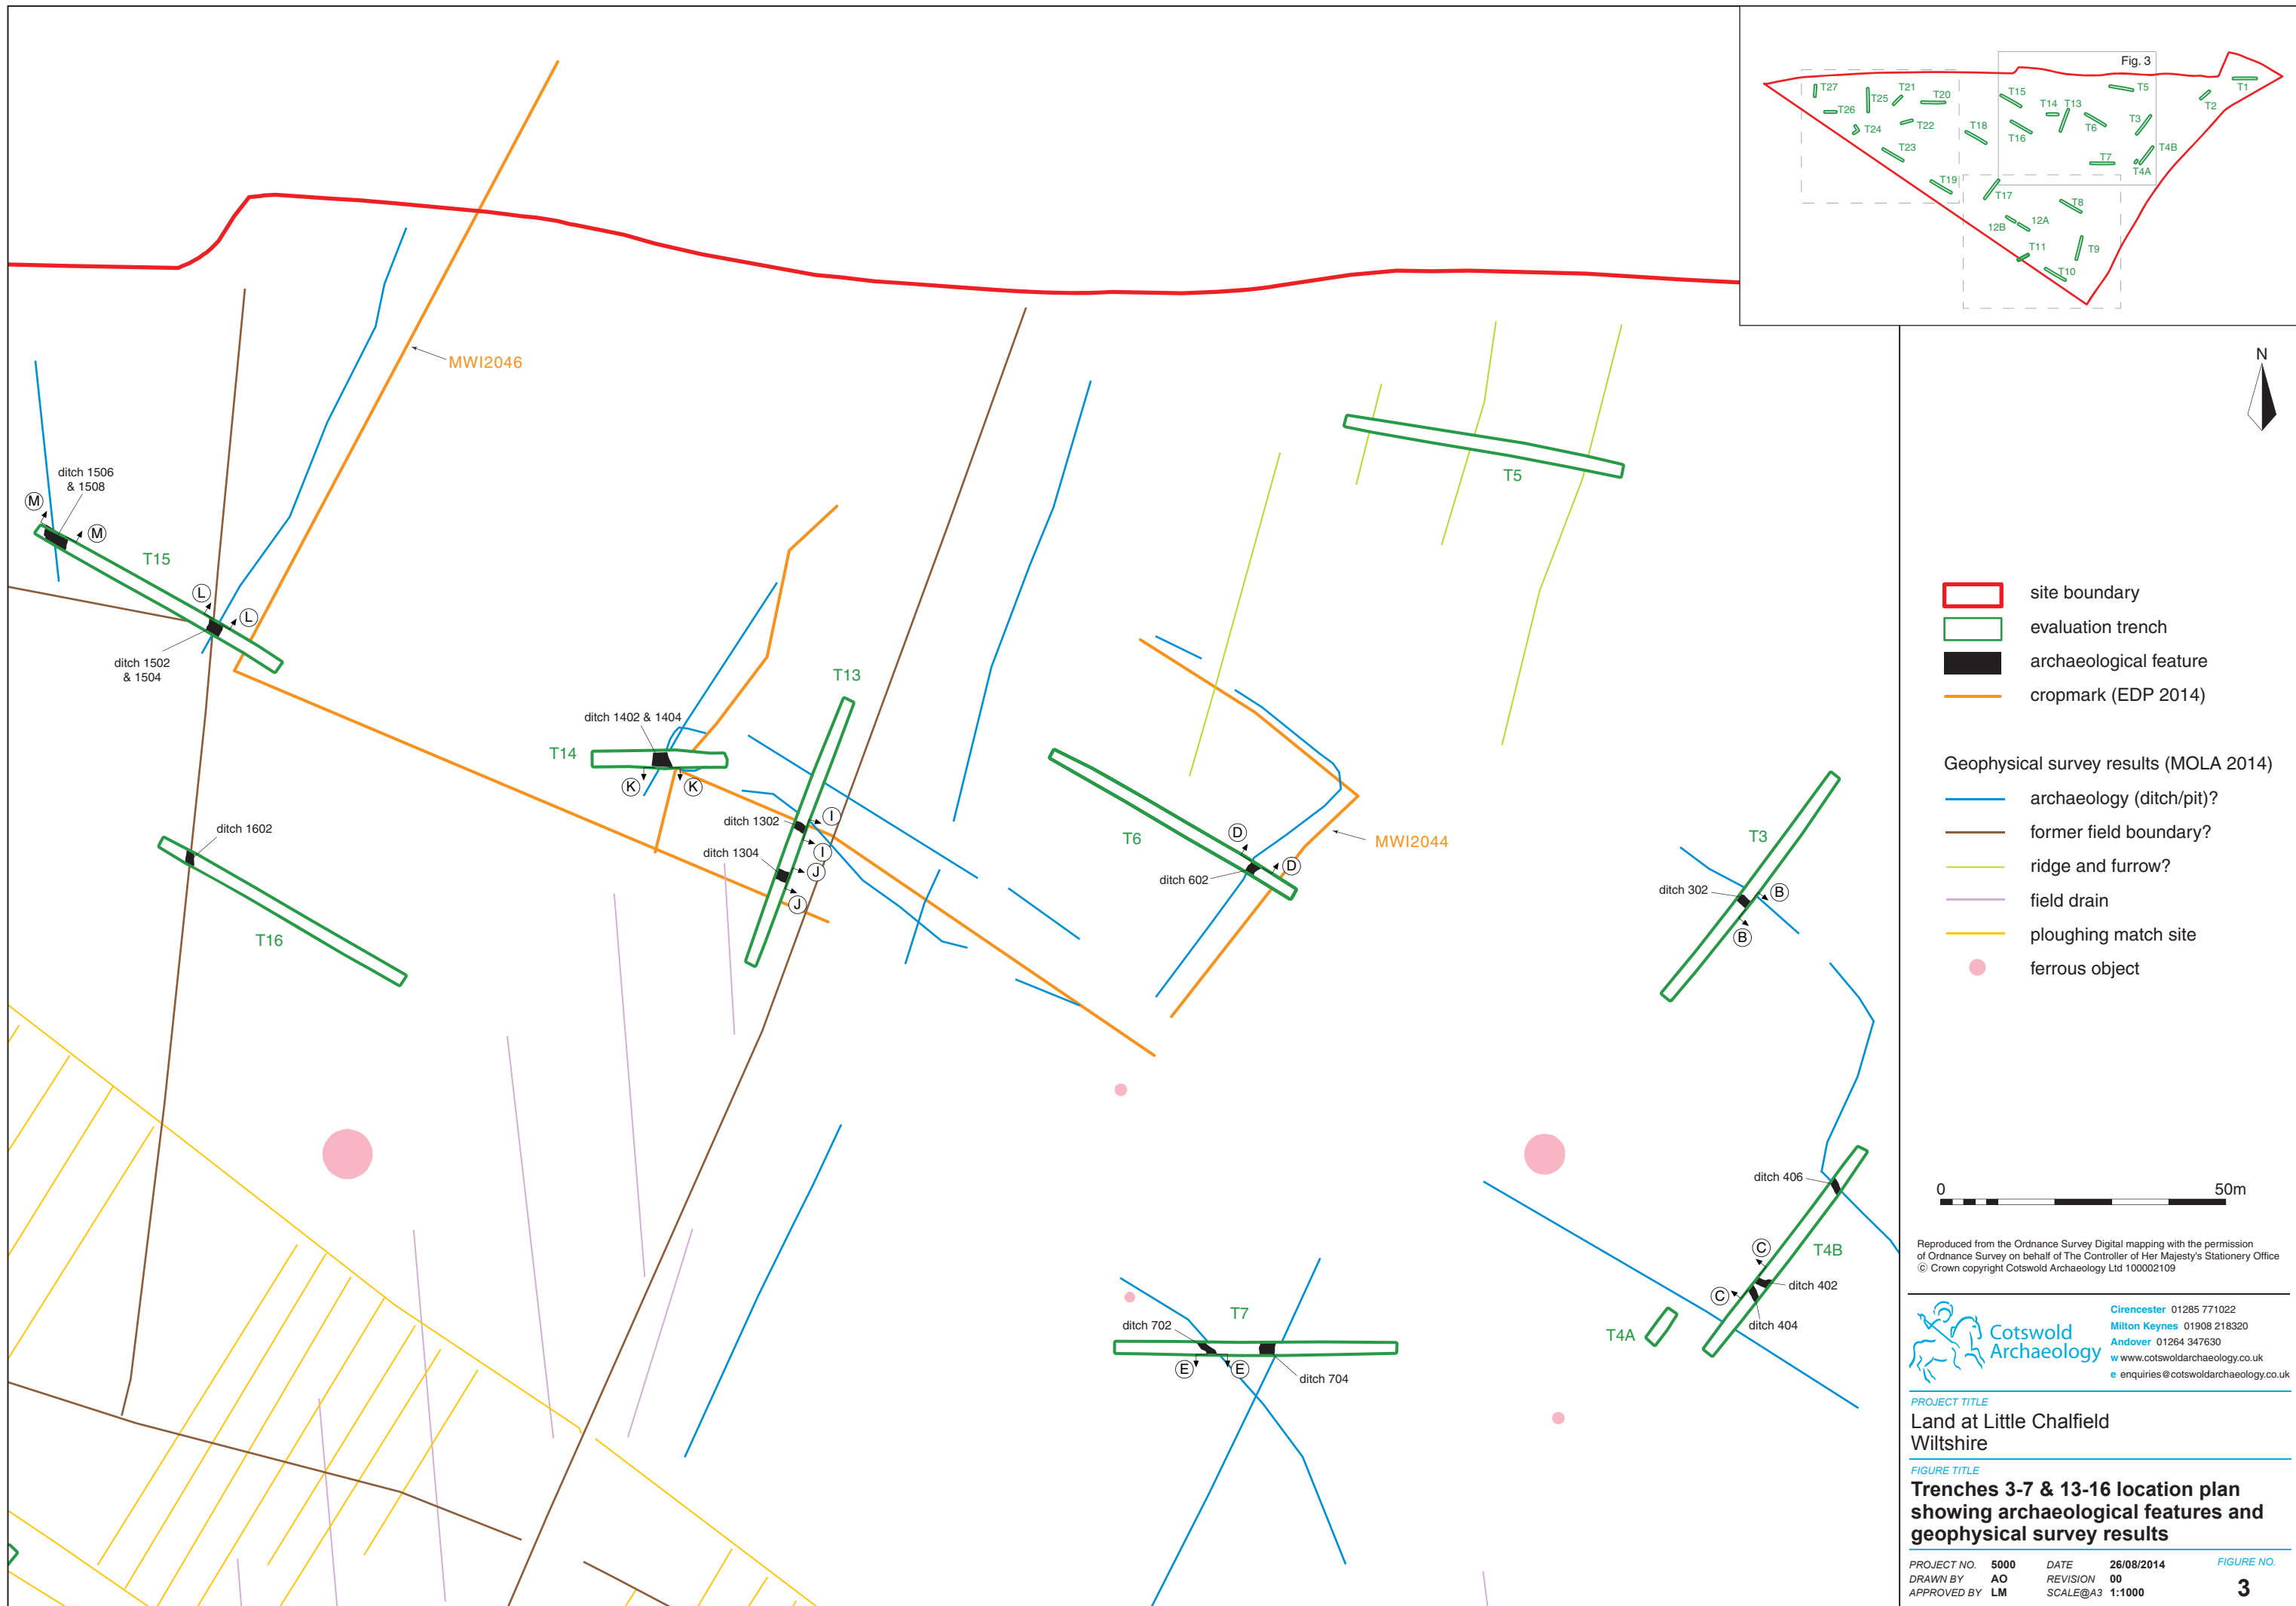 Fig. 3
T27
T26
T25
T21
T20
T24
T22
T23
T18
T19
T15
T14
T13
T16
T6
T5
T3
T7
T4B
T4A
T1
T2
T17
T8
12A
12B
T11
T9
T10
N
MWI2046
ditch 1506
& 1508
M
M
T15
L
L
ditch 1502
& 1504
T5
T13
ditch 1402 & 1404
T14
K
K
ditch 1302
I
I
ditch 1304
J
J
ditch 1602
T16
T6
D
D
ditch 602
MWI2044
T3
ditch 302
B
B
ditch 406
C
C
T4B
ditch 402
ditch 404
T4A
T7
ditch 702
E
E
ditch 704
site boundary
evaluation trench
archaeological feature
cropmark (EDP 2014)
Geophysical survey results (MOLA 2014)
archaeology (ditch/pit)?
former field boundary?
ridge and furrow?
field drain
ploughing match site
ferrous object
0 50m
Reproduced from the Ordnance Survey Digital mapping with the permission
of Ordnance Survey on behalf of The Controller of Her Majesty's Stationery Office
© Crown copyright Cotswold Archaeology Ltd 100002109
Cotswold
Archaeology
Cirencester 01285 771022
Milton Keynes 01908 218320
Andover 01264 347630
w www.cotswoldarchaeology.co.uk
e enquiries@cotswoldarchaeology.co.uk
PROJECT TITLE
Land at Little Chalfield
Wiltshire
FIGURE TITLE
Trenches 3-7 & 13-16 location plan
showing archaeological features and
geophysical survey results
PROJECT NO. 5000 DATE 26/08/2014 FIGURE NO.
DRAWN BY AO REVISION 00
APPROVED BY LM SCALE@A3 1:1000 3